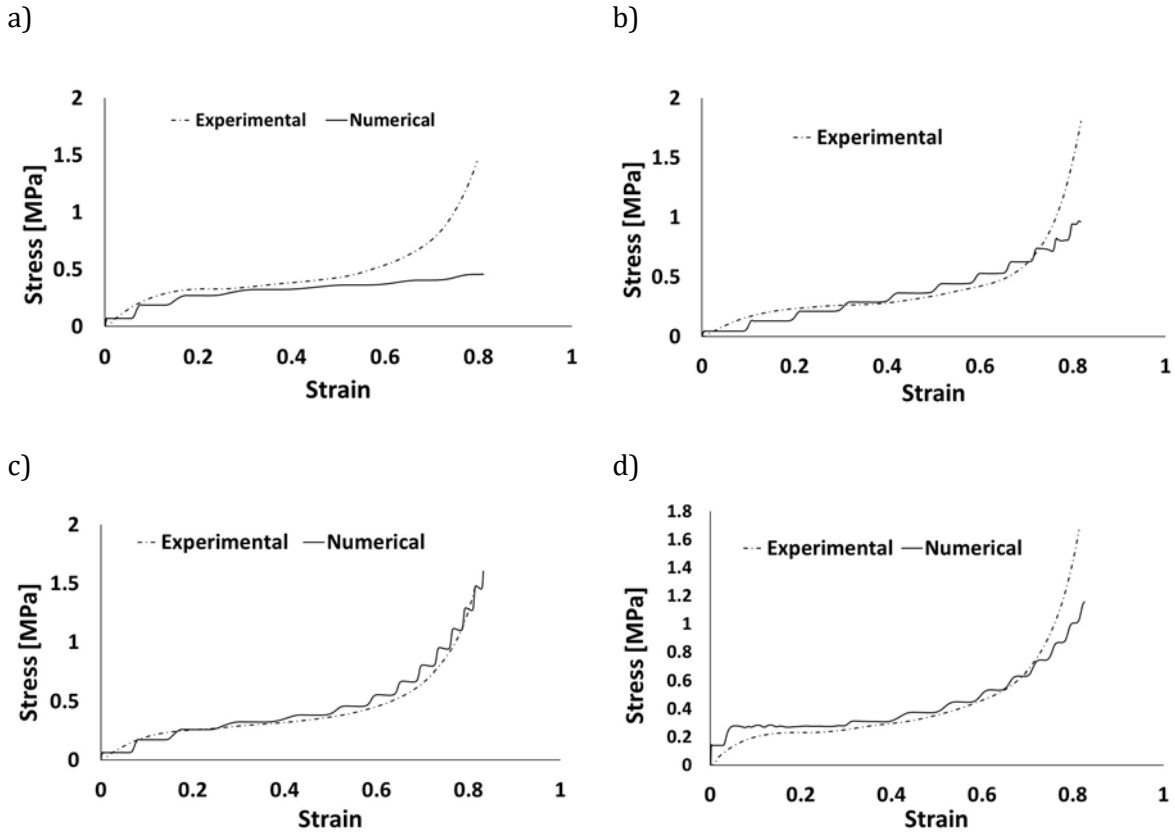 a)
2
Experimental Numerical
1.5
1
0.5
0
Stress [MPa]
0 0.2 0.4 0.6 0.8 1
Strain
b)
2
Experimental
1.5
1
0.5
0
Stress [MPa]
0 0.2 0.4 0.6 0.8 1
Strain
c)
2
Experimental Numerical
1.5
1
0.5
0
Stress [MPa]
0 0.2 0.4 0.6 0.8 1
Strain
d)
1.8
1.6
Experimental Numerical
1.4
1.2
1
0.8
0.6
0.4
0.2
0
Stress [MPa]
0 0.2 0.4 0.6 0.8 1
Strain